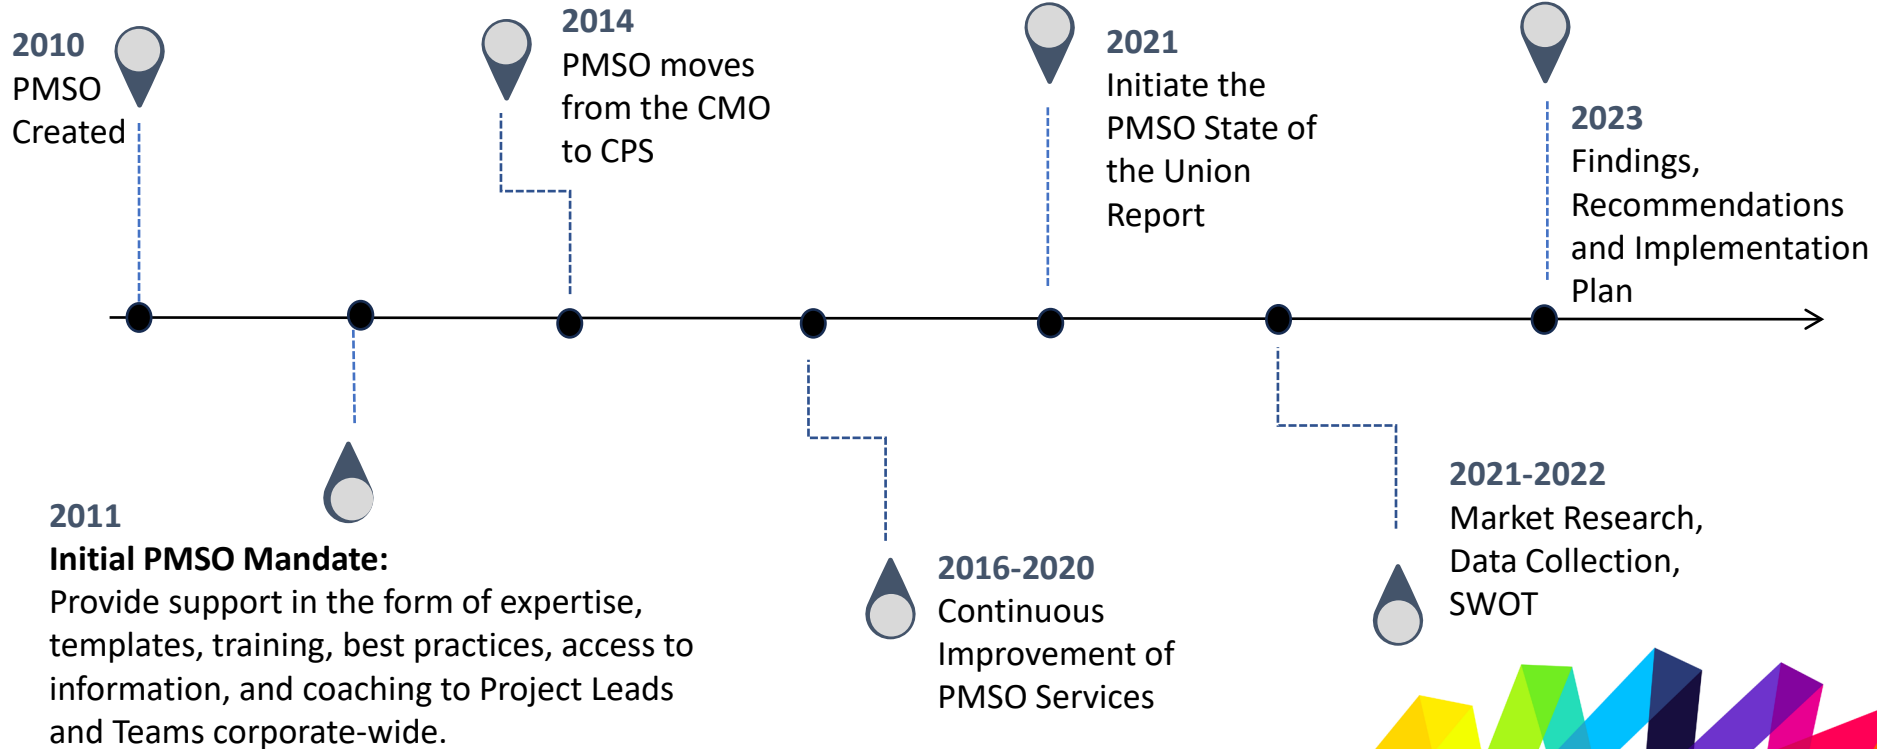 2010
PMSO
Created
2011
Initial PMSO Mandate:
Provide support in the form of expertise,
templates, training, best practices, access to
information, and coaching to Project Leads
and Teams corporate-wide.
2014
PMSO moves
from the CMO
to CPS
2016-2020
Continuous
Improvement of
PMSO Services
2021
Initiate the
PMSO State of
the Union
Report
2021-2022
Market Research,
Data Collection,
SWOT
2023
Findings,
Recommendations
and Implementation
Plan